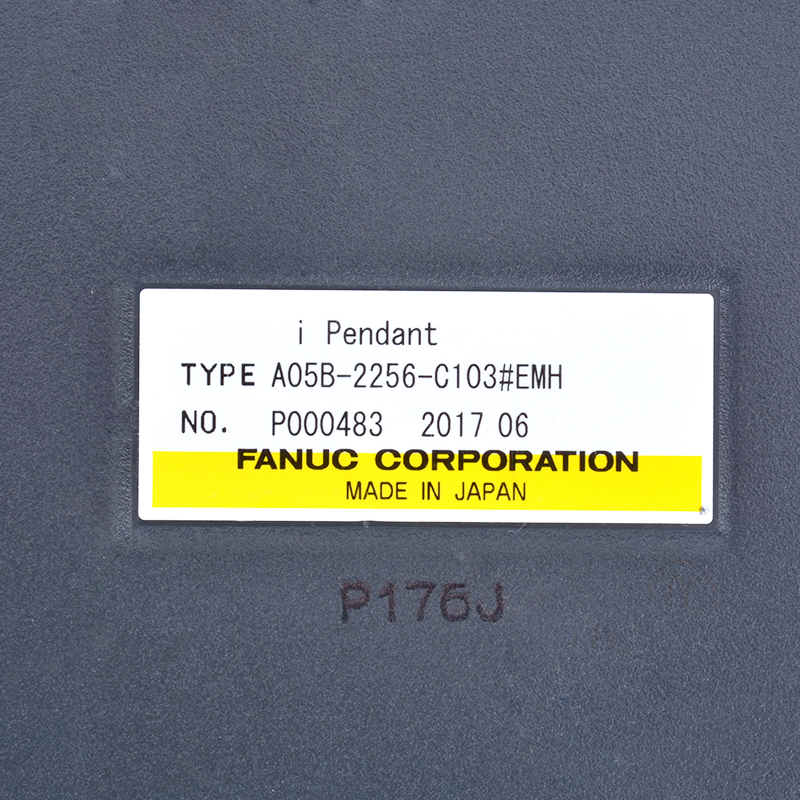 i Pendant
TYPE A05B-2256-C103#EMH
NO. P000483 2017 06
FANUC CORPORATION
MADE IN JAPAN
P176J